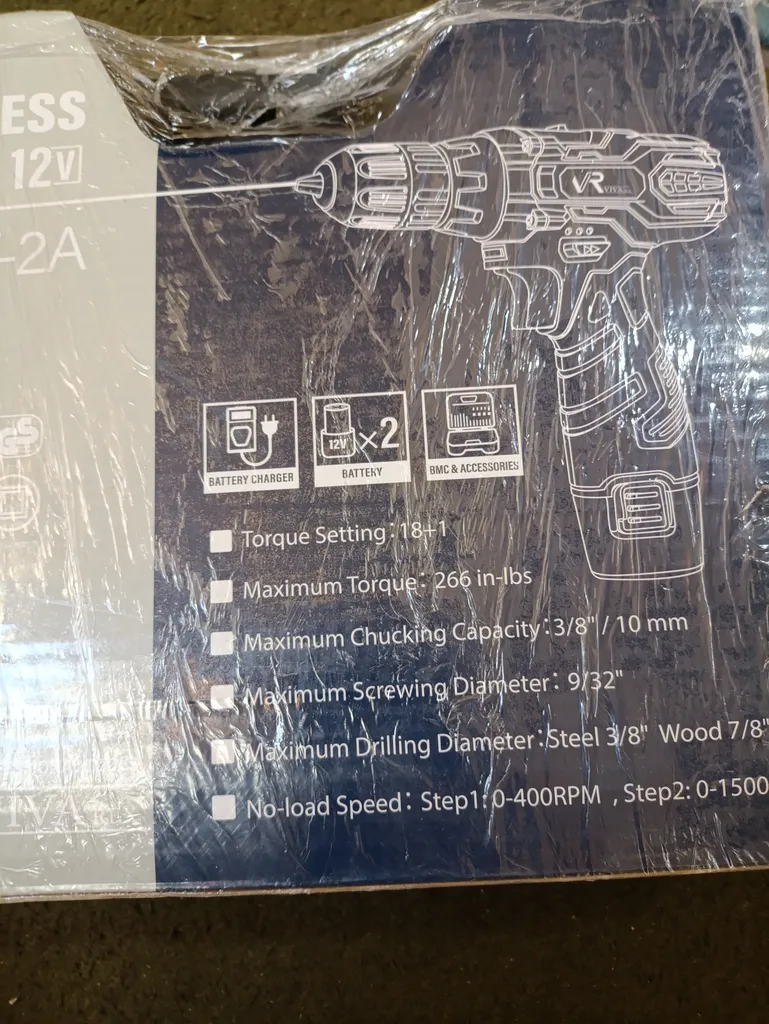 ESS
12V
-2A
VR
GS
12V ×2
BATTERY CHARGER
BATTERY
BMC & ACCESSORIES
Torque Setting: 18+1
Maximum Torque: 266 in-lbs
Maximum Chucking Capacity: 3/8" / 10 mm
Maximum Screwing Diameter: 9/32"
Maximum Drilling Diameter: Steel 3/8" Wood 7/8"
No-load Speed: Step1: 0-400RPM , Step2: 0-1500